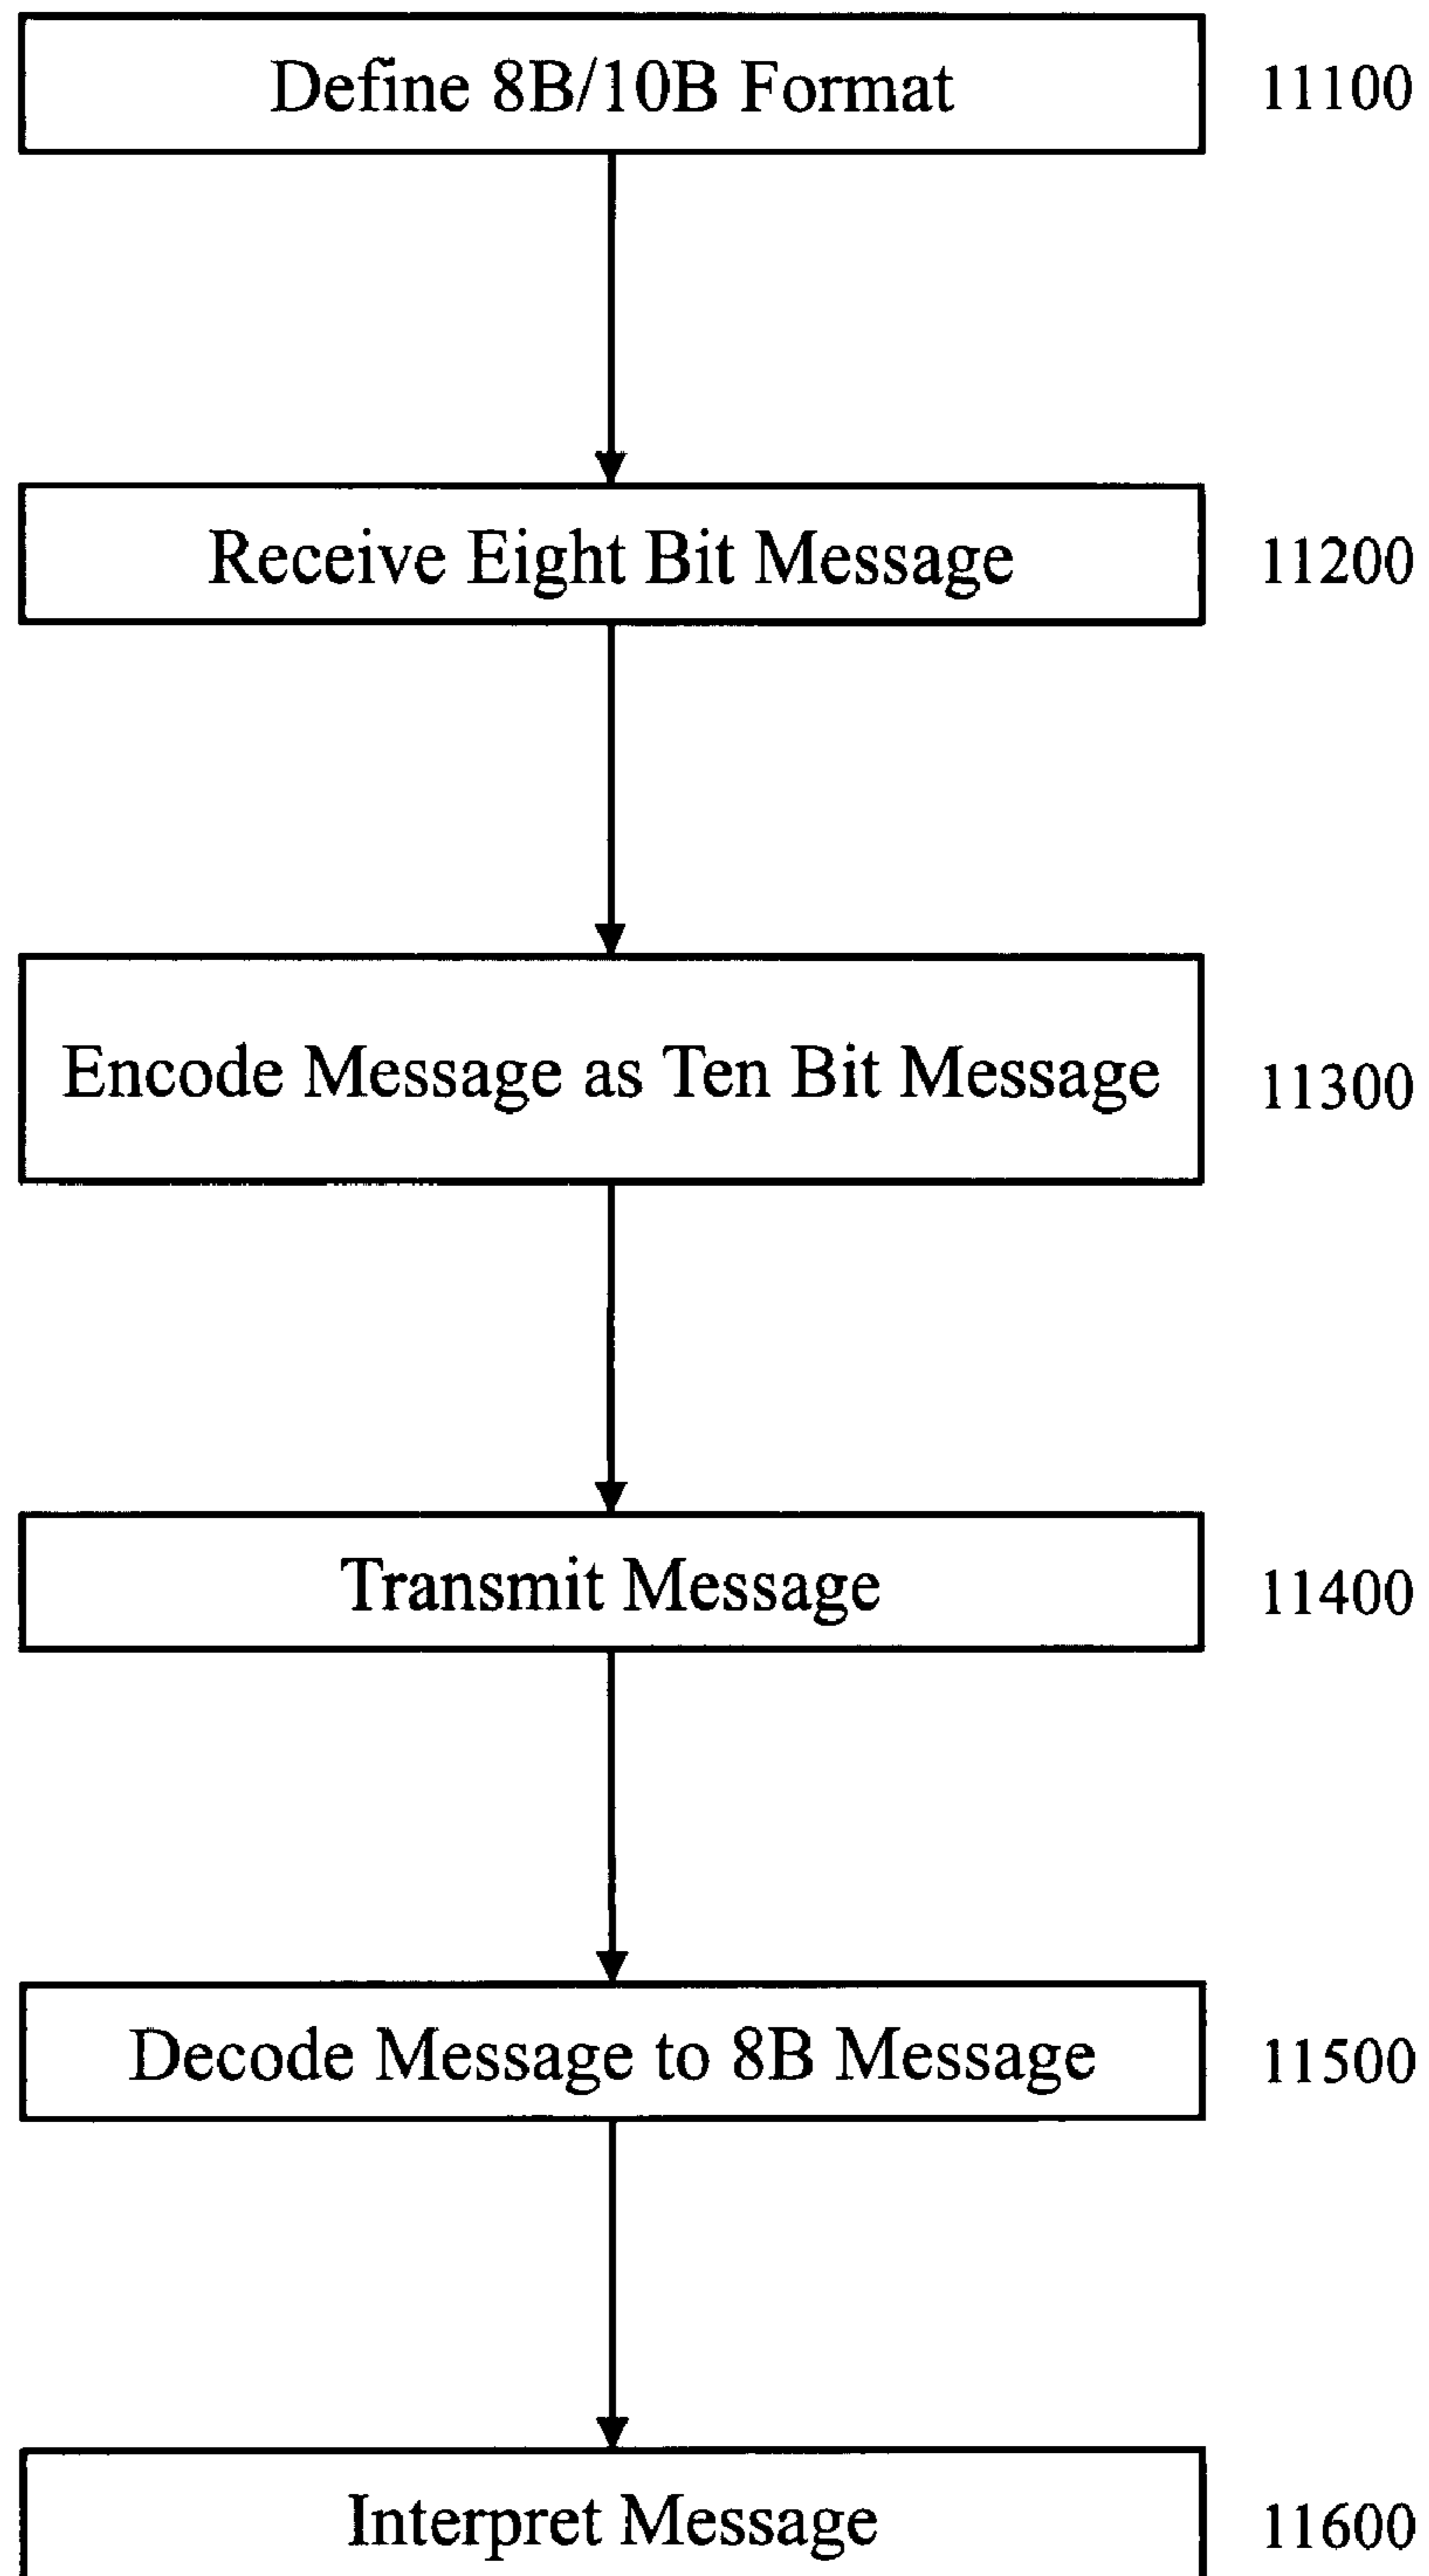 Define 8B/10B Format 11100
Receive Eight Bit Message 11200
Encode Message as Ten Bit Message 11300
Transmit Message 11400
Decode Message to 8B Message 11500
Interpret Message 11600